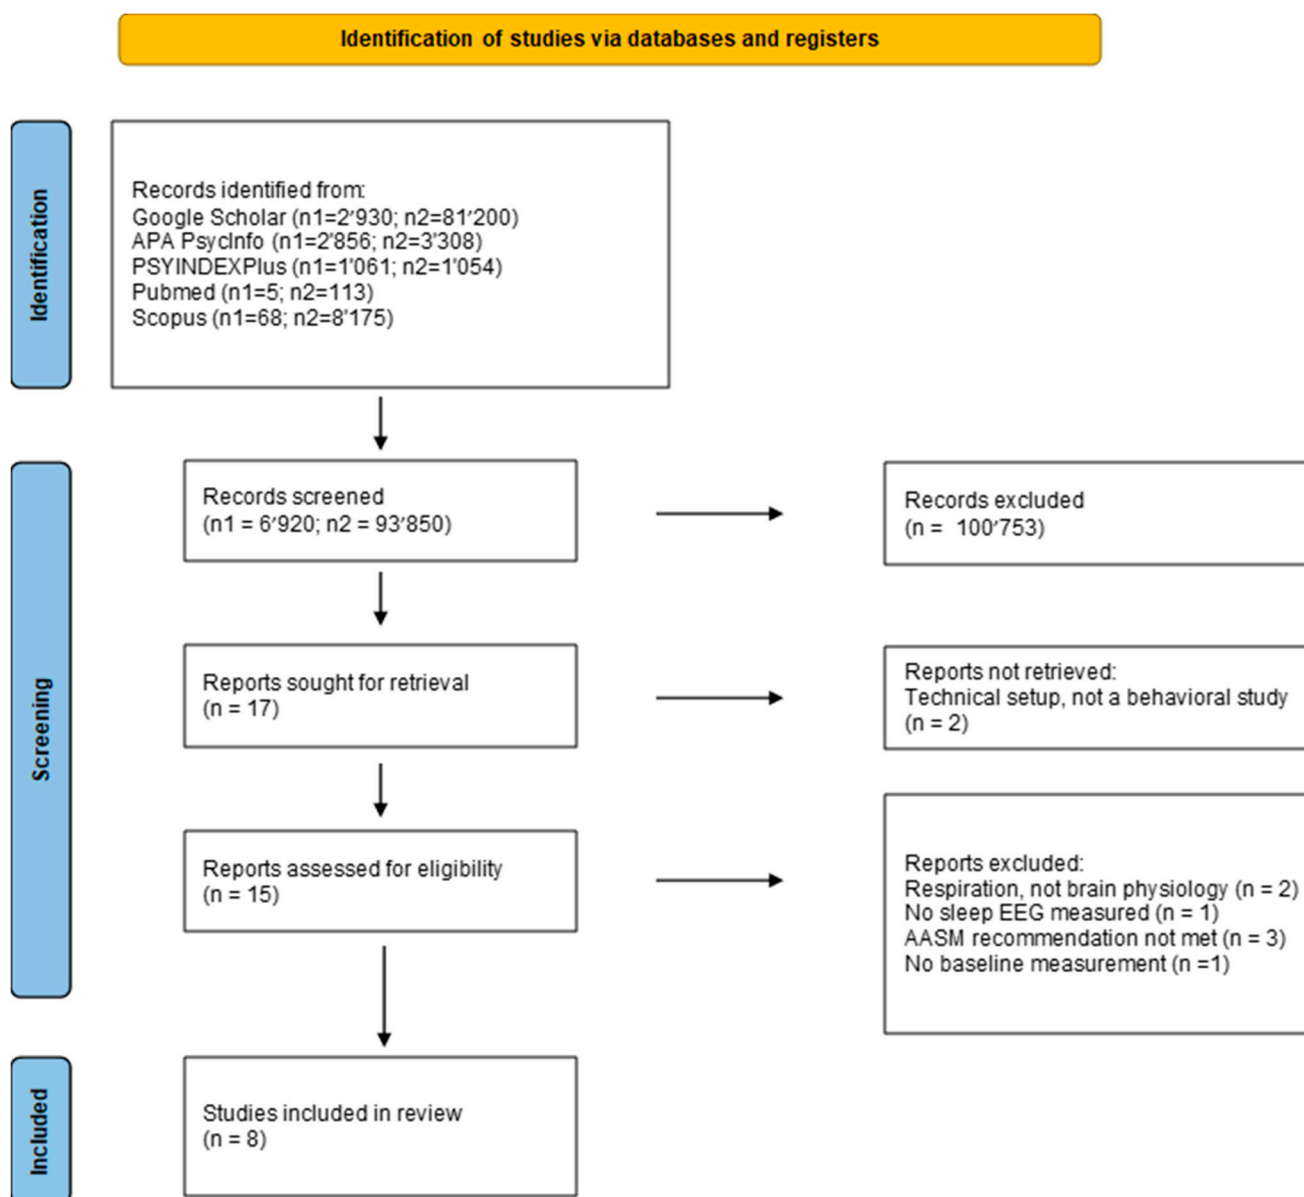 Identification of studies via databases and registers
Identification
Records identified from:
Google Scholar (n1=2′930; n2=81′200)
APA PsycInfo (n1=2'856; n2=3'308)
PSYINDEXPlus (n1=1'061; n2=1'054)
Pubmed (n1=5; n2=113)
Scopus (n1=68; n2=8'175)
Screening
Records screened
(n1 = 6′920; n2 = 93′850)
Records excluded
(n = 100′753)
Reports sought for retrieval
(n = 17)
Reports not retrieved:
Technical setup, not a behavioral study
(n = 2)
Reports assessed for eligibility
(n = 15)
Reports excluded:
Respiration, not brain physiology (n = 2)
No sleep EEG measured (n = 1)
AASM recommendation not met (n = 3)
No baseline measurement (n =1)
Included
Studies included in review
(n = 8)